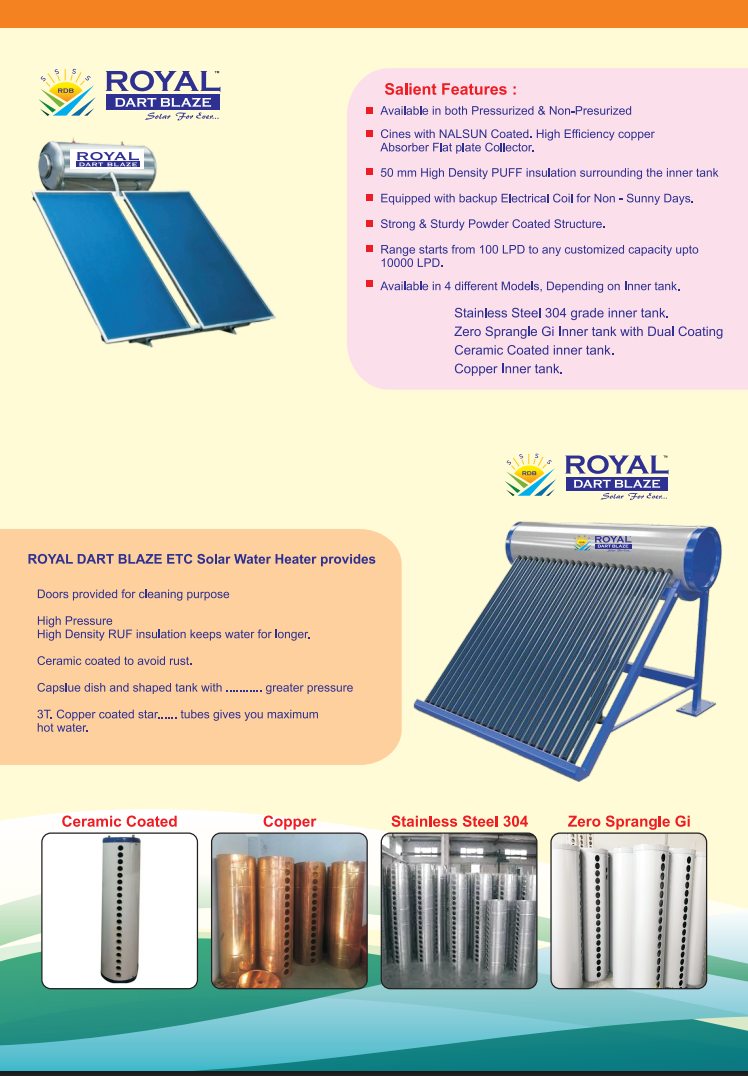 S S S S
RDB
ROYAL™
DART BLAZE
Solar For Ever...
ROYAL
DART BLAZE
Salient Features :
Available in both Pressurized & Non-Presurized
Cines with NALSUN Coated. High Efficiency copper
Absorber Flat plate Collector.
50 mm High Density PUFF insulation surrounding the inner tank
Equipped with backup Electrical Coil for Non - Sunny Days.
Strong & Sturdy Powder Coated Structure.
Range starts from 100 LPD to any customized capacity upto
10000 LPD.
Available in 4 different Models, Depending on Inner tank.
Stainless Steel 304 grade inner tank.
Zero Sprangle Gi Inner tank with Dual Coating
Ceramic Coated inner tank.
Copper Inner tank.
S S S S
RDB
ROYAL™
DART BLAZE
Solar For Ever...
ROYAL
DART BLAZE
ROYAL DART BLAZE ETC Solar Water Heater provides
Doors provided for cleaning purpose
High Pressure
High Density RUF insulation keeps water for longer.
Ceramic coated to avoid rust.
Capslue dish and shaped tank with ........... greater pressure
3T. Copper coated star...... tubes gives you maximum
hot water.
Ceramic Coated
Copper
Stainless Steel 304
Zero Sprangle Gi